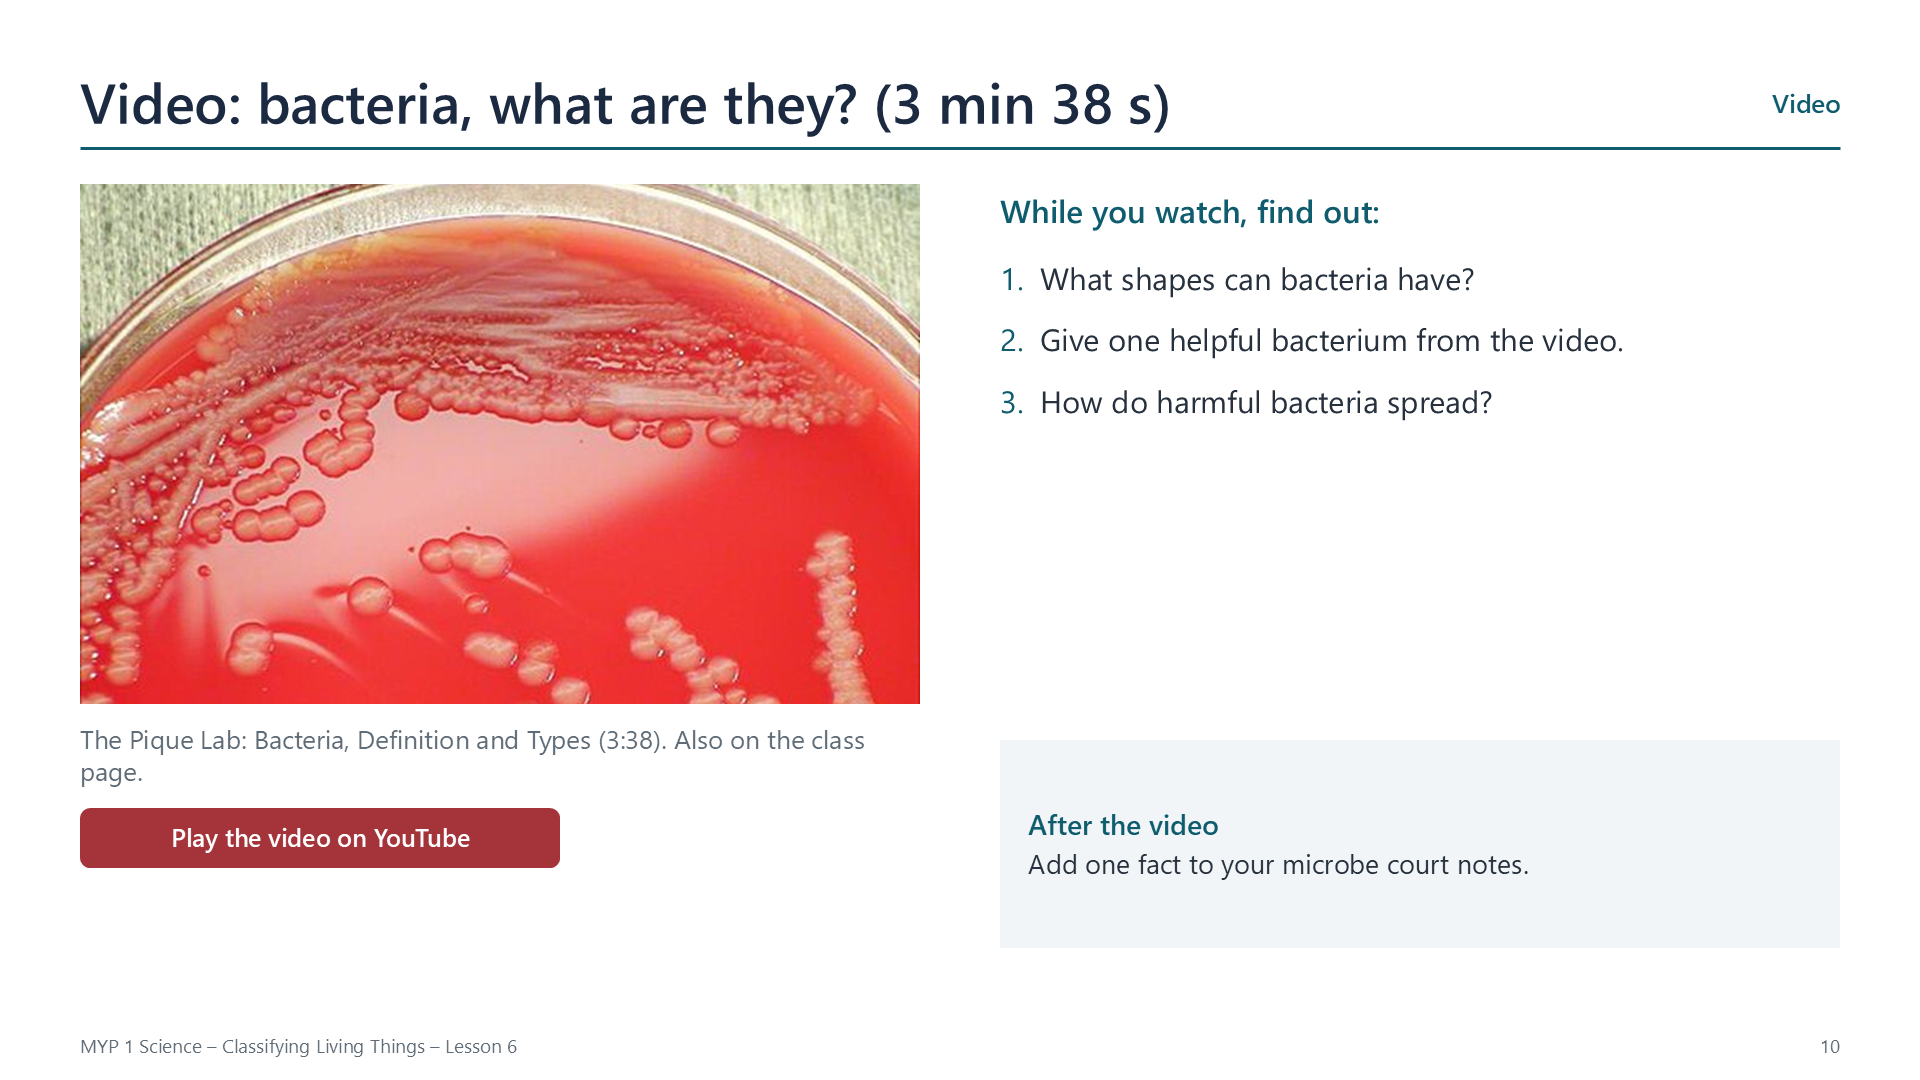 Video: bacteria, what are they? (3 min 38 s)
Video
The Pique Lab: Bacteria, Definition and Types (3:38). Also on the class
page.
Play the video on YouTube
While you watch, find out:
1. What shapes can bacteria have?
2. Give one helpful bacterium from the video.
3. How do harmful bacteria spread?
After the video
Add one fact to your microbe court notes.
MYP 1 Science – Classifying Living Things – Lesson 6
10